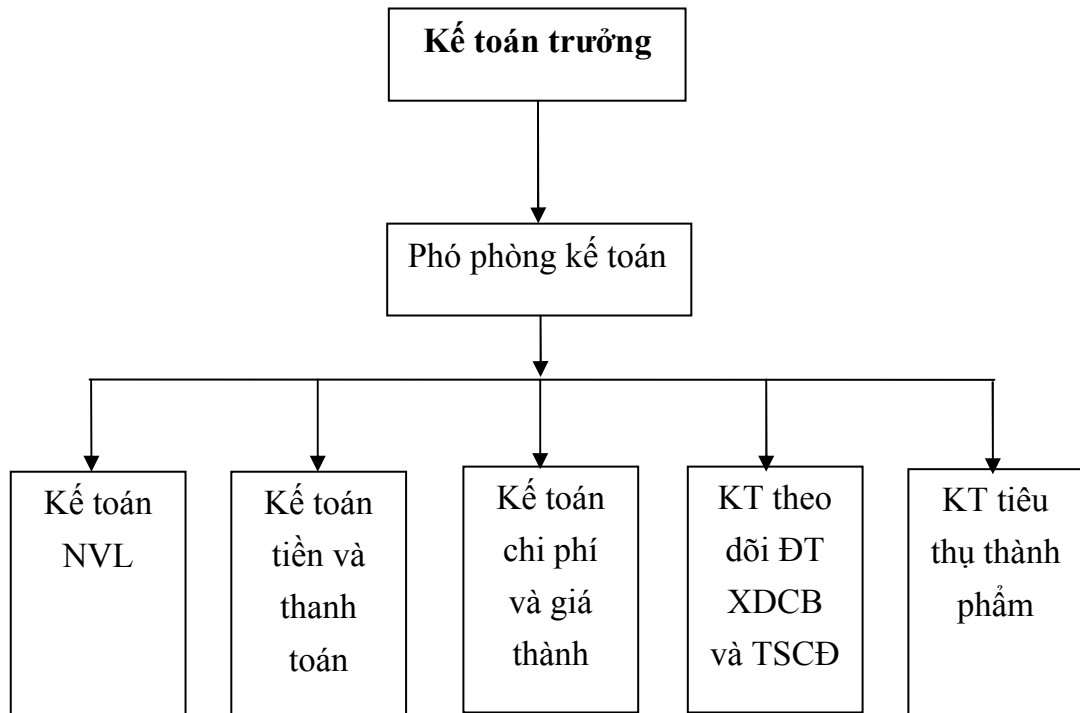 Kế toán trưởng
Phó phòng kế toán
Kế toán
NVL
Kế toán
tiền và
thanh
toán
Kế toán
chi phí
và giá
thành
KT theo
dõi ĐT
XDCB
và TSCĐ
KT tiêu
thụ thành
phẩm